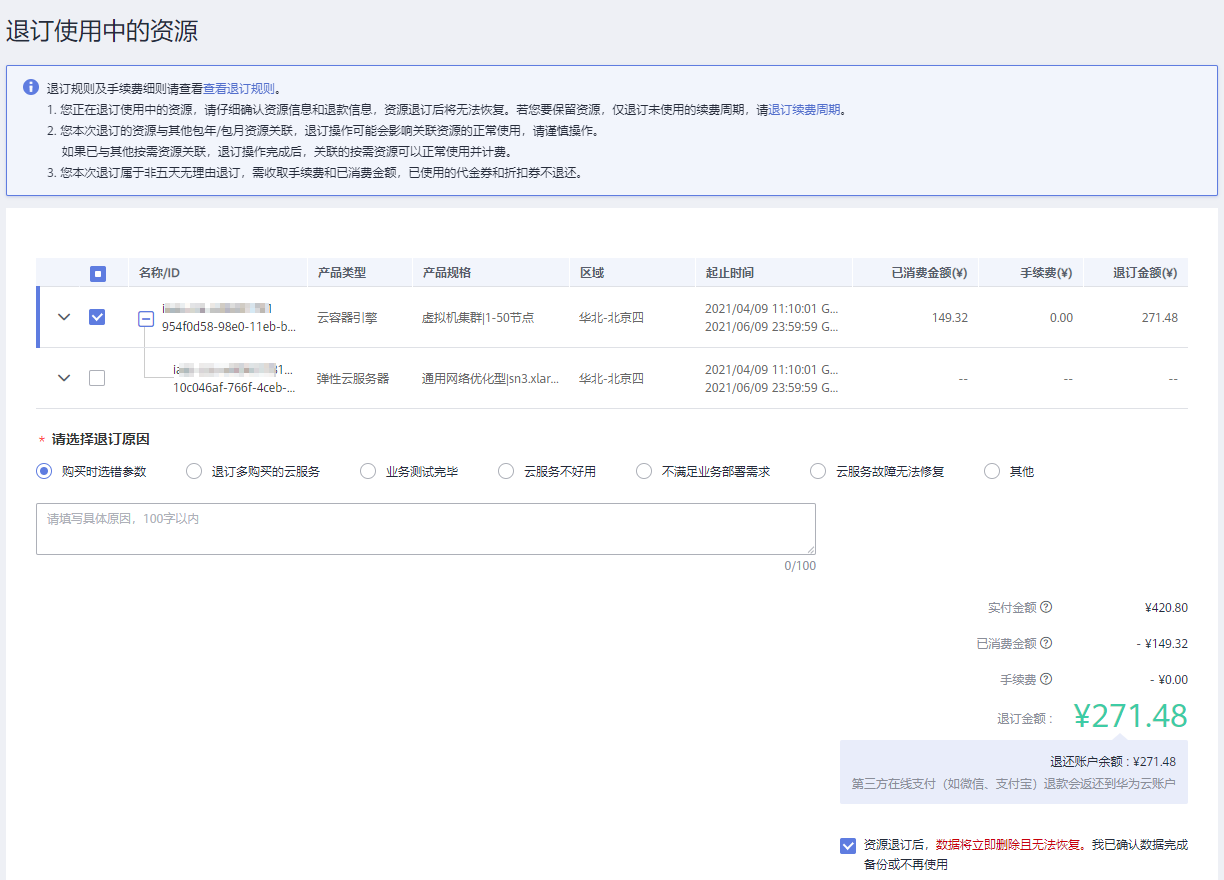 退订使用中的资源
退订规则及手续费细则请查看查看退订规则。
1. 您正在退订使用中的资源，请仔细确认资源信息和退款信息，资源退订后将无法恢复。若您要保留资源，仅退订未使用的续费周期，请退订续费周期。
2. 您本次退订的资源与其他包年/包月资源关联，退订操作可能会影响关联资源的正常使用，请谨慎操作。
如果已与其他按需资源关联，退订操作完成后，关联的按需资源可以正常使用并计费。
3. 您本次退订属于非五天无理由退订，需收取手续费和已消费金额，已使用的代金券和折扣券不退还。
名称/ID 产品类型 产品规格 区域 起止时间 已消费金额(¥) 手续费(¥) 退订金额(¥)
954f0d58-98e0-11eb-b... 云容器引擎 虚拟机集群|1-50节点 华北-北京四 2021/04/09 11:10:01 G... 149.32 0.00 271.48
2021/06/09 23:59:59 G...
10c046af-766f-4ceb-... 弹性云服务器 通用网络优化型|sn3.xlar... 华北-北京四 2021/04/09 11:10:01 G... -- -- --
2021/06/09 23:59:59 G...
* 请选择退订原因
购买时选错参数 退订多购买的云服务 业务测试完毕 云服务不好用 不满足业务部署需求 云服务故障无法修复 其他
请填写具体原因，100字以内
0/100
实付金额 ¥420.80
已消费金额 - ¥149.32
手续费 - ¥0.00
退订金额： ¥271.48
退还账户余额：¥271.48
第三方在线支付（如微信、支付宝）退款会返还到华为云账户
资源退订后，数据将立即删除且无法恢复。我已确认数据完成
备份或不再使用